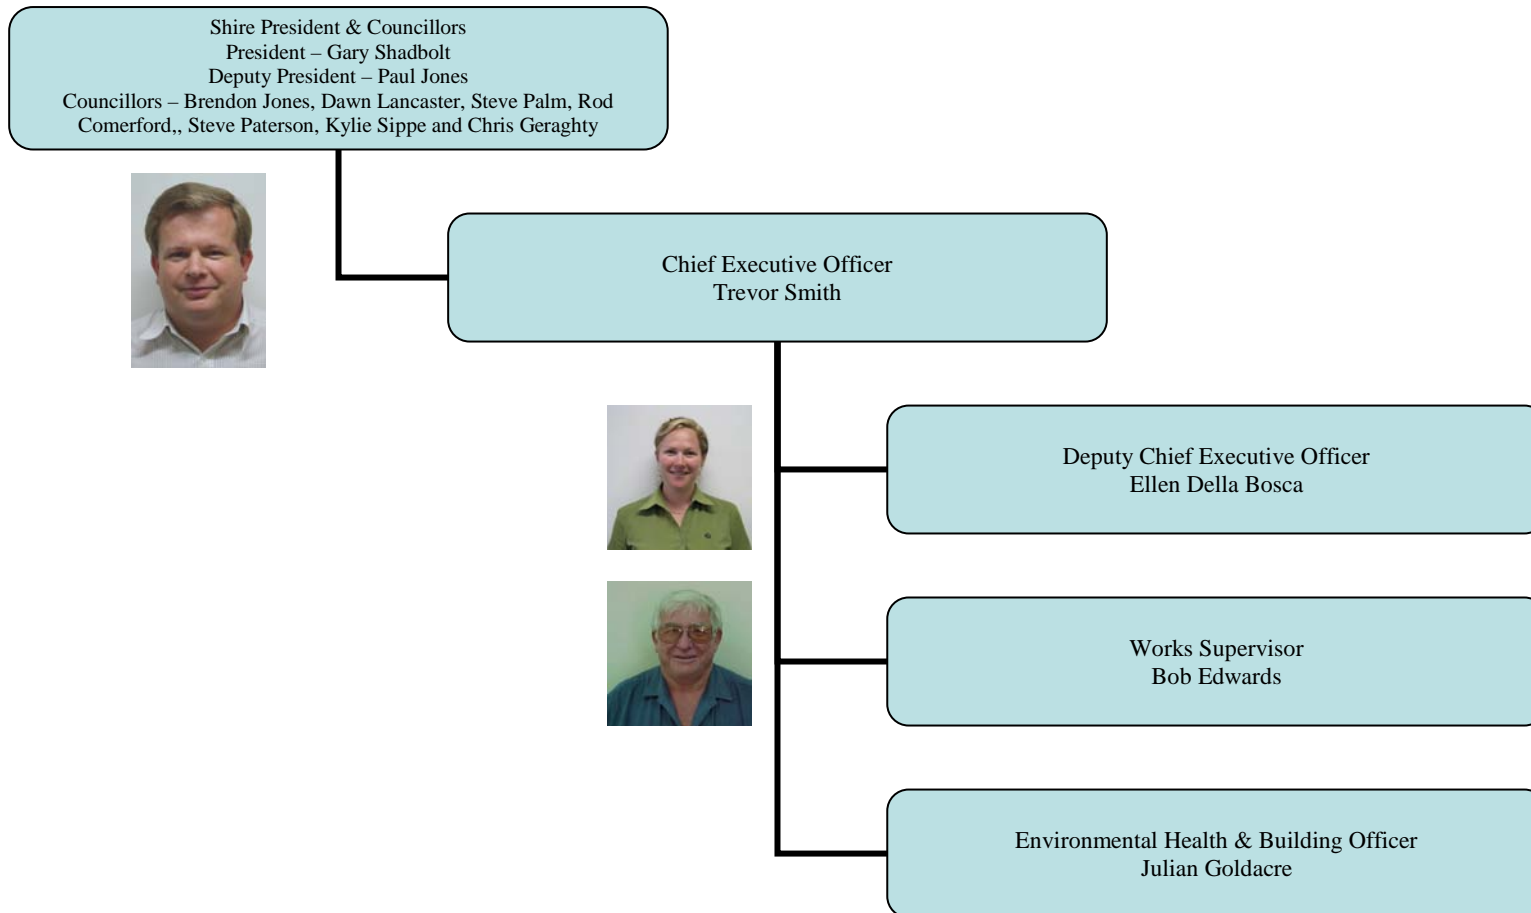 Shire President & Councillors
President – Gary Shadbolt
Deputy President – Paul Jones
Councillors – Brendon Jones, Dawn Lancaster, Steve Palm, Rod
Comerford,, Steve Paterson, Kylie Sippe and Chris Geraghty
Chief Executive Officer
Trevor Smith
Deputy Chief Executive Officer
Ellen Della Bosca
Works Supervisor
Bob Edwards
Environmental Health & Building Officer
Julian Goldacre